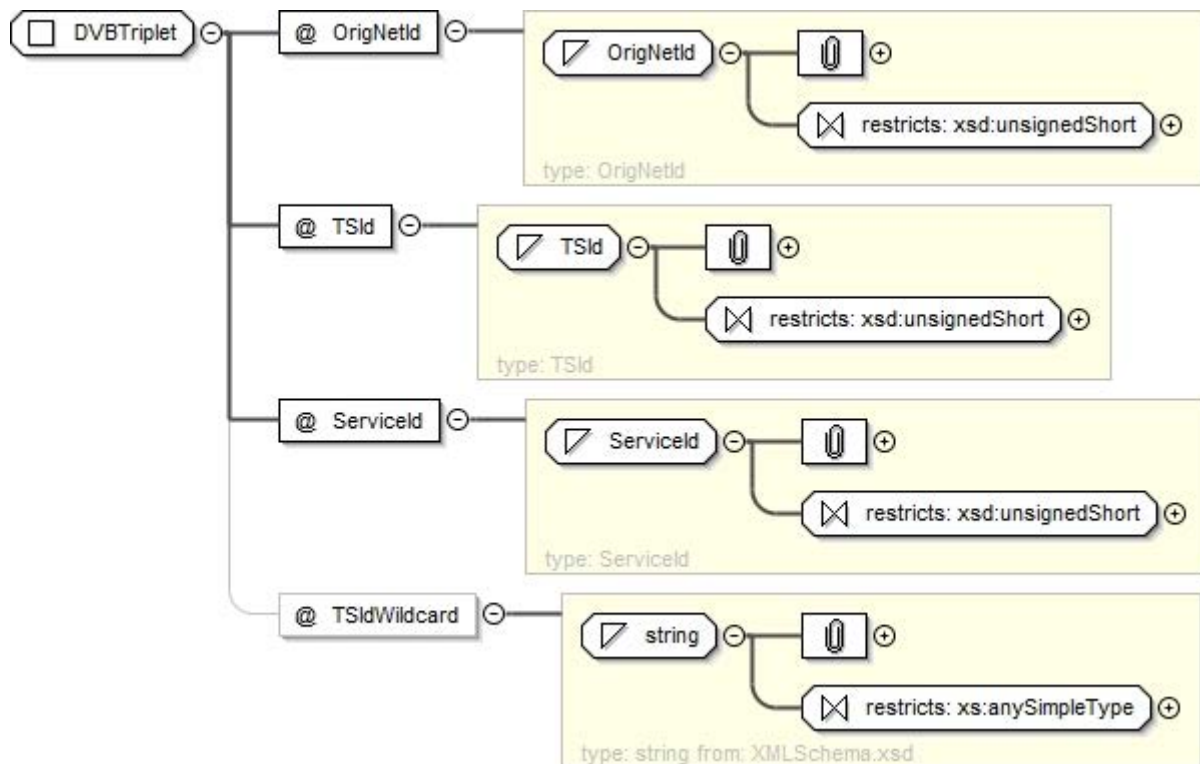 DVBTriplet
@ OrigNetId
OrigNetId
restricts: xsd:unsignedShort
type: OrigNetId
@ TSId
TSId
restricts: xsd:unsignedShort
type: TSId
@ ServiceId
ServiceId
restricts: xsd:unsignedShort
type: ServiceId
@ TSIdWildcard
string
restricts: xs:anySimpleType
type: string from: XMLSchema.xsd